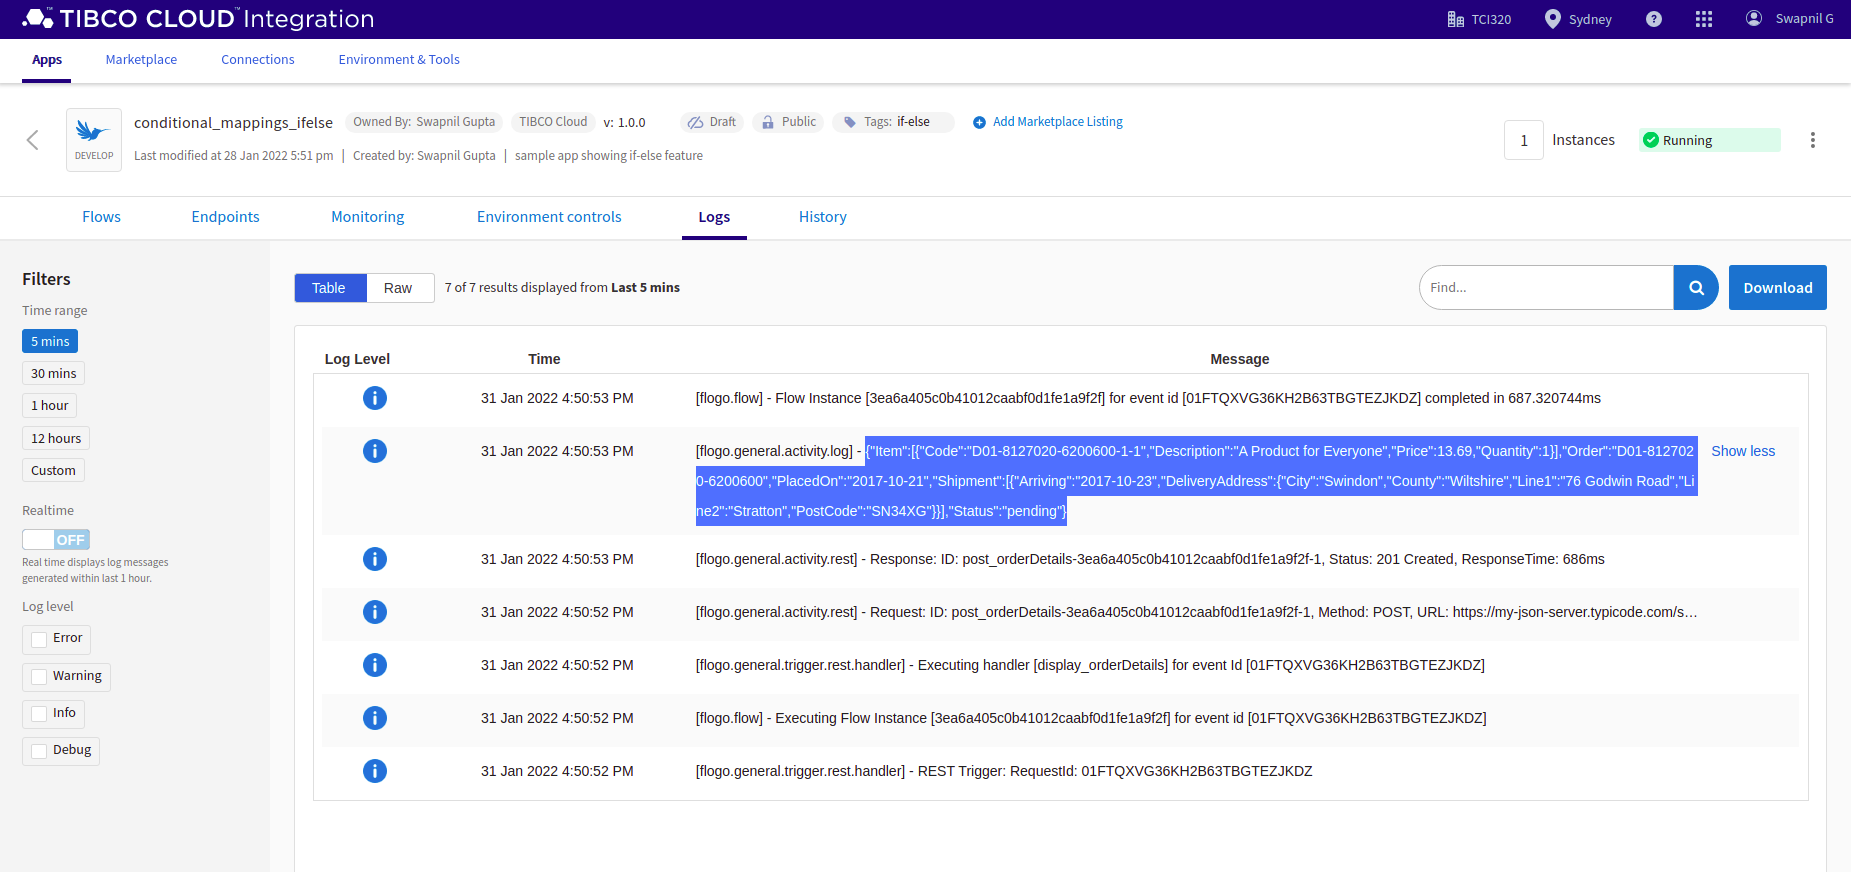 TIBCO CLOUD™ Integration
TCI320
Sydney
?
Swapnil G
Apps
Marketplace
Connections
Environment & Tools
DEVELOP
conditional_mappings_ifelse
Owned By: Swapnil Gupta
TIBCO Cloud
v: 1.0.0
Draft
Public
Tags: if-else
Add Marketplace Listing
Last modified at 28 Jan 2022 5:51 pm | Created by: Swapnil Gupta | sample app showing if-else feature
1
Instances
Running
Flows
Endpoints
Monitoring
Environment controls
Logs
History
Filters
Time range
5 mins
30 mins
1 hour
12 hours
Custom
Realtime
OFF
Real time displays log messages
generated within last 1 hour.
Log level
Error
Warning
Info
Debug
Table
Raw
7 of 7 results displayed from Last 5 mins
Find...
Download
Log Level
Time
Message
31 Jan 2022 4:50:53 PM
[flogo.flow] - Flow Instance [3ea6a405c0b41012caabf0d1fe1a9f2f] for event id [01FTQXVG36KH2B63TBGTEZJKDZ] completed in 687.320744ms
31 Jan 2022 4:50:53 PM
[flogo.general.activity.log] - {"Item":[{"Code":"D01-8127020-6200600-1-1","Description":"A Product for Everyone","Price":13.69,"Quantity":1}],"Order":"D01-812702
0-6200600","PlacedOn":"2017-10-21","Shipment":[{"Arriving":"2017-10-23","DeliveryAddress":{"City":"Swindon","County":"Wiltshire","Line1":"76 Godwin Road","Li
ne2":"Stratton","PostCode":"SN34XG"}}],"Status":"pending"}
Show less
31 Jan 2022 4:50:53 PM
[flogo.general.activity.rest] - Response: ID: post_orderDetails-3ea6a405c0b41012caabf0d1fe1a9f2f-1, Status: 201 Created, ResponseTime: 686ms
31 Jan 2022 4:50:52 PM
[flogo.general.activity.rest] - Request: ID: post_orderDetails-3ea6a405c0b41012caabf0d1fe1a9f2f-1, Method: POST, URL: https://my-json-server.typicode.com/s...
31 Jan 2022 4:50:52 PM
[flogo.general.trigger.rest.handler] - Executing handler [display_orderDetails] for event Id [01FTQXVG36KH2B63TBGTEZJKDZ]
31 Jan 2022 4:50:52 PM
[flogo.flow] - Executing Flow Instance [3ea6a405c0b41012caabf0d1fe1a9f2f] for event id [01FTQXVG36KH2B63TBGTEZJKDZ]
31 Jan 2022 4:50:52 PM
[flogo.general.trigger.rest.handler] - REST Trigger: RequestId: 01FTQXVG36KH2B63TBGTEZJKDZ